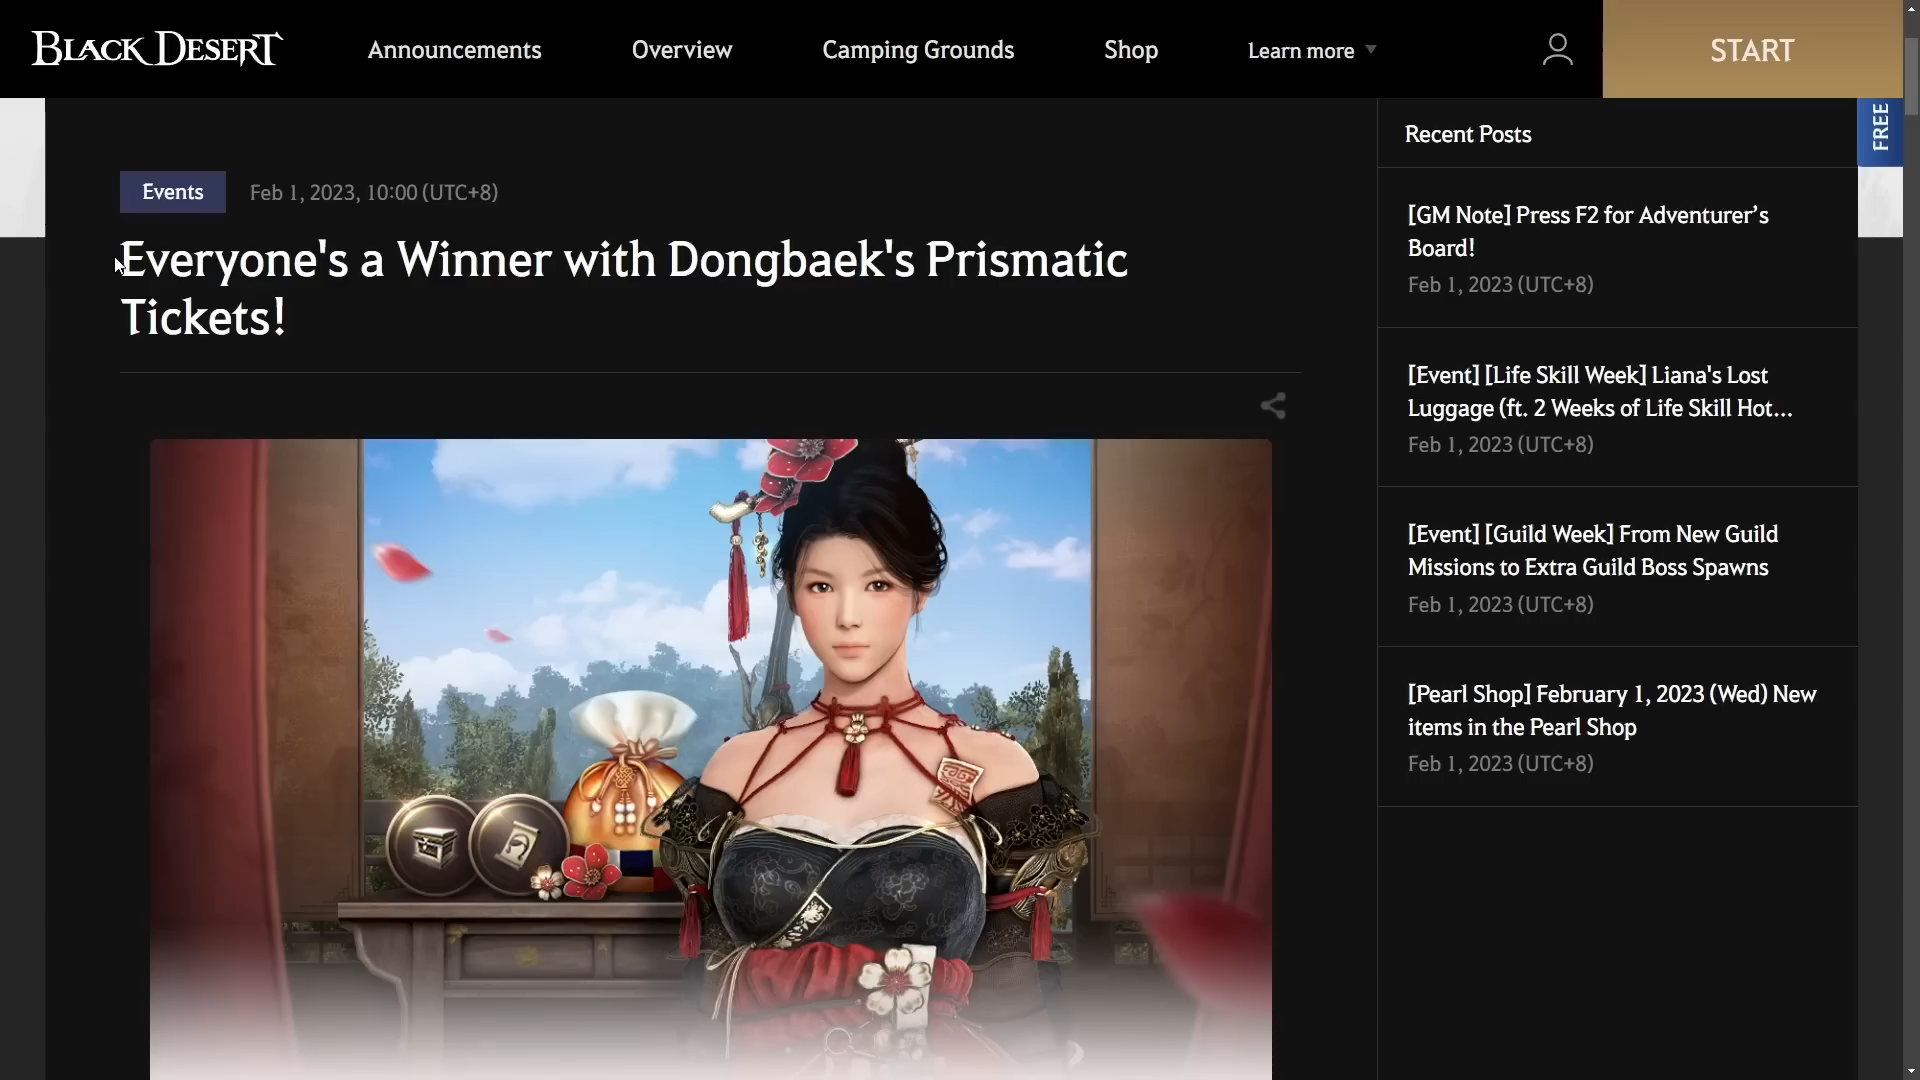 BLACK DESERT
Announcements
Overview
Camping Grounds
Shop
Learn more
START
FREE
Events
Feb 1, 2023, 10:00 (UTC+8)
Everyone's a Winner with Dongbaek's Prismatic
Tickets!
Recent Posts
[GM Note] Press F2 for Adventurer’s
Board!
Feb 1, 2023 (UTC+8)
[Event] [Life Skill Week] Liana's Lost
Luggage (ft. 2 Weeks of Life Skill Hot...
Feb 1, 2023 (UTC+8)
[Event] [Guild Week] From New Guild
Missions to Extra Guild Boss Spawns
Feb 1, 2023 (UTC+8)
[Pearl Shop] February 1, 2023 (Wed) New
items in the Pearl Shop
Feb 1, 2023 (UTC+8)